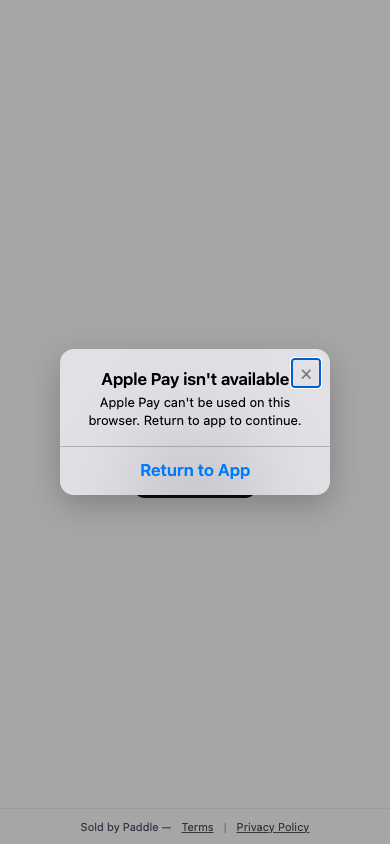 Apple Pay isn't available
Apple Pay can't be used on this
browser. Return to app to continue.
Return to App
Sold by Paddle — Terms | Privacy Policy